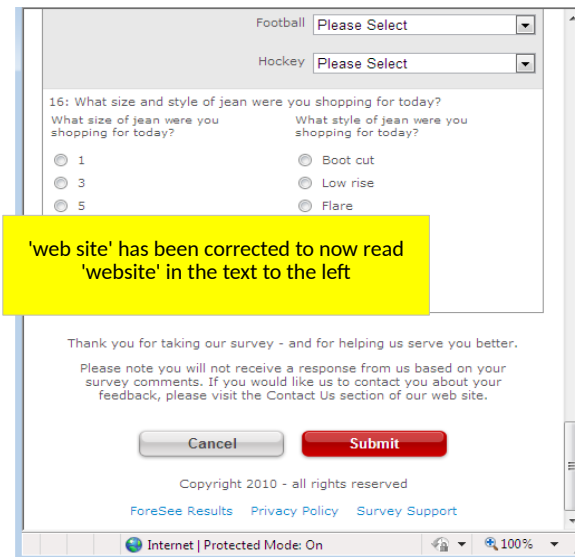 Football Please Select
Hockey Please Select
16: What size and style of jean were you shopping for today?
What size of jean were you
shopping for today?
What style of jean were you
shopping for today?
1
3
5
Boot cut
Low rise
Flare
'web site' has been corrected to now read
'website' in the text to the left
Thank you for taking our survey - and for helping us serve you better.
Please note you will not receive a response from us based on your
survey comments. If you would like us to contact you about your
feedback, please visit the Contact Us section of our web site.
Cancel Submit
Copyright 2010 - all rights reserved
ForeSee Results Privacy Policy Survey Support
Internet | Protected Mode: On 100%